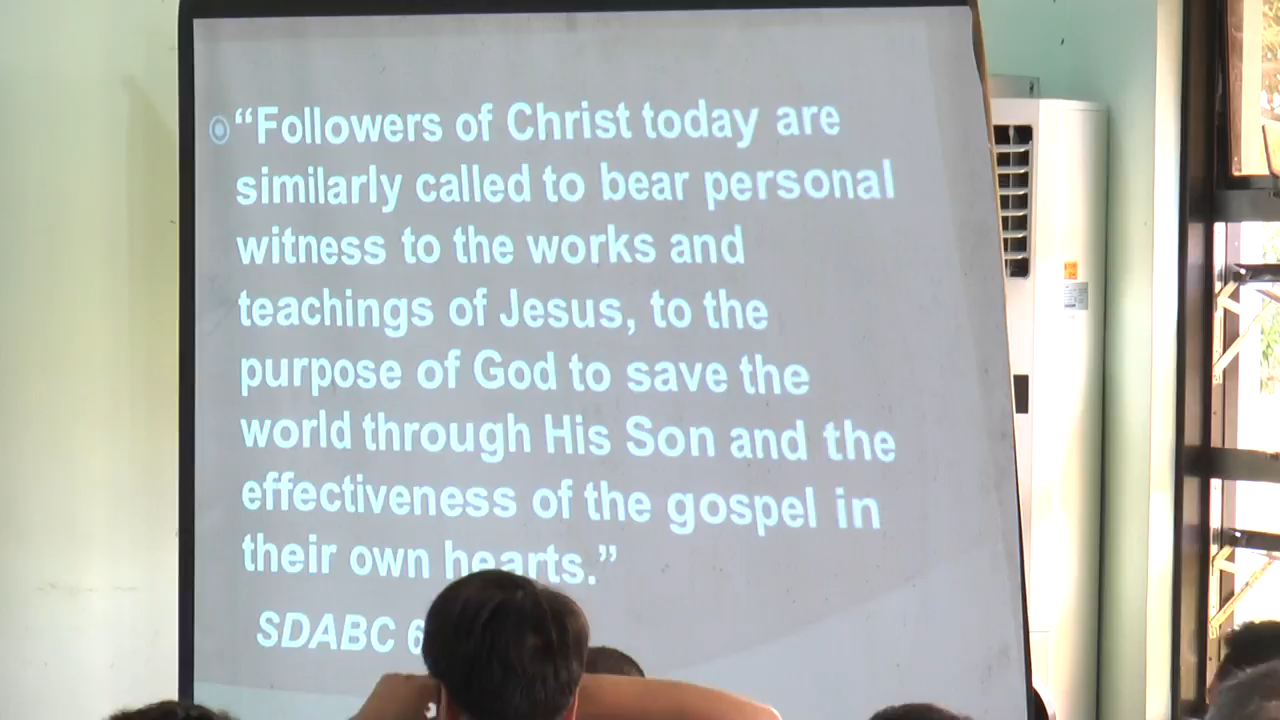 “Followers of Christ today are
similarly called to bear personal
witness to the works and
teachings of Jesus, to the
purpose of God to save the
world through His Son and the
effectiveness of the gospel in
their own hearts.”
SDABC 6